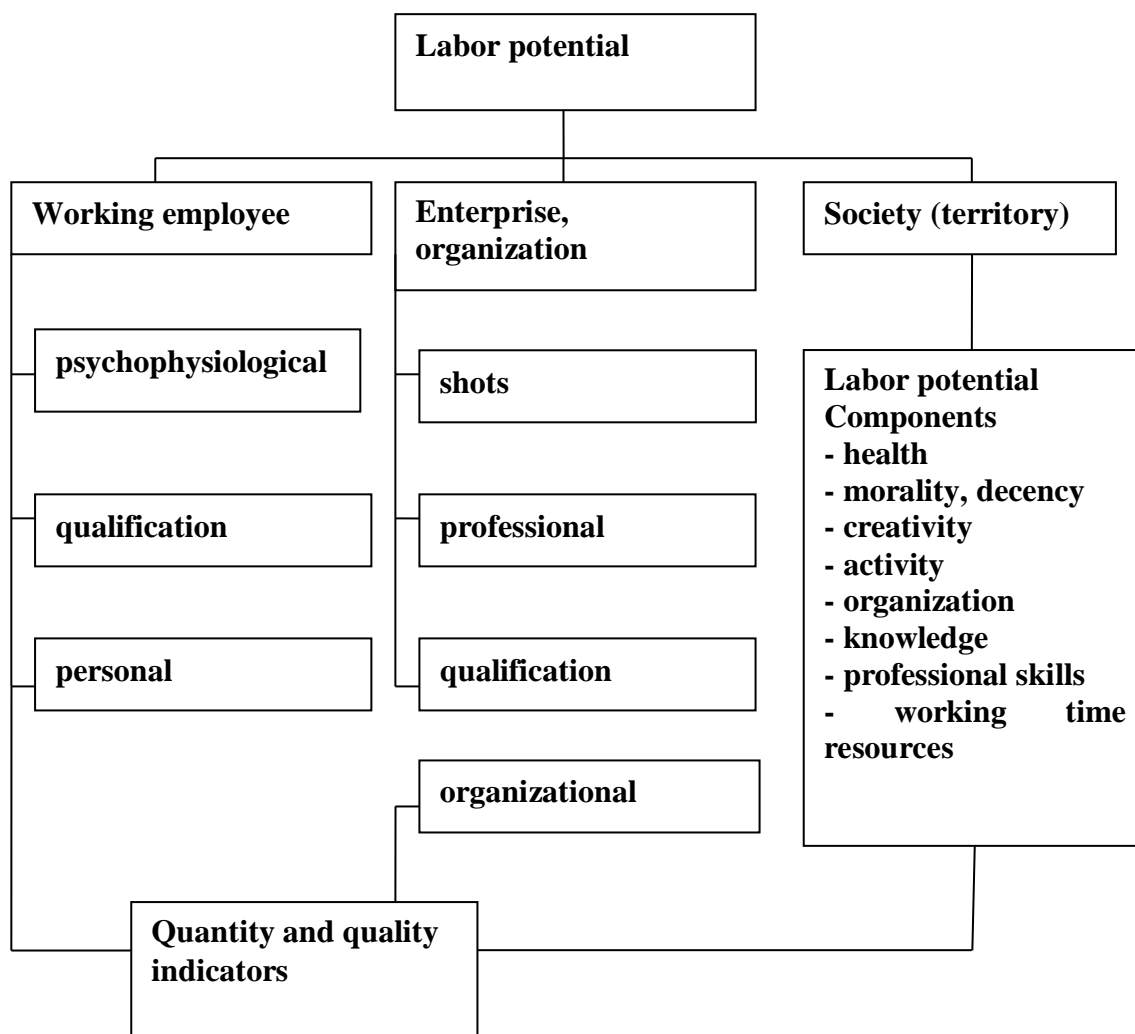 Labor potential
Working employee
Enterprise,
organization
Society (territory)
psychophysiological
shots
Labor potential
Components
- health
- morality, decency
- creativity
- activity
- organization
- knowledge
- professional skills
- working time
resources
qualification
professional
personal
qualification
organizational
Quantity and quality
indicators